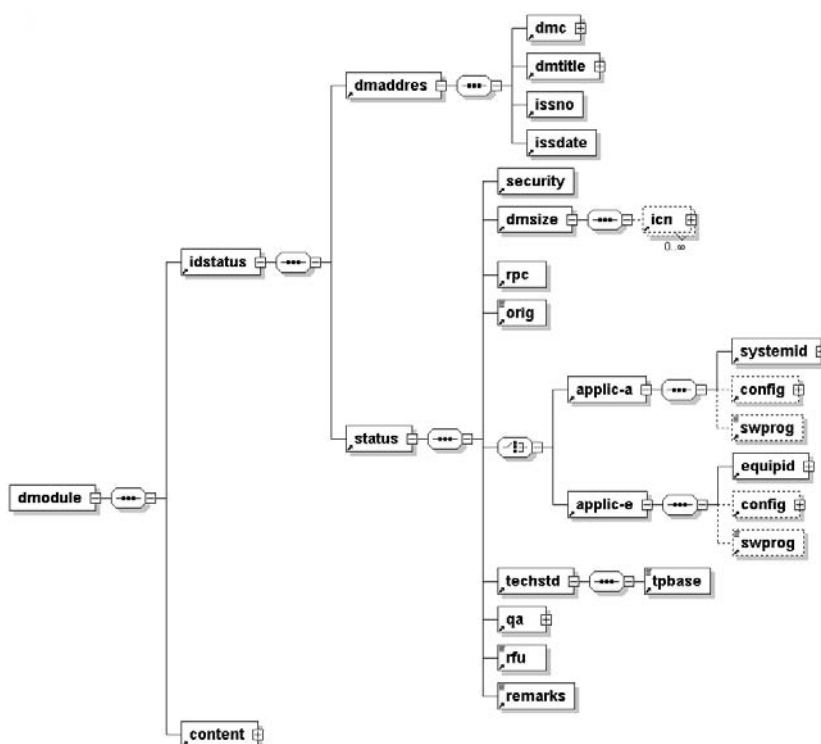 dmc
dmtitle
dmaddres
issno
issdate
security
dmsize
icn
0..∞
idstatus
rpc
orig
systemid
applic-a
config
swprog
status
equipid
dmodule
applic-e
config
swprog
techstd
tpbase
qa
rfu
remarks
content